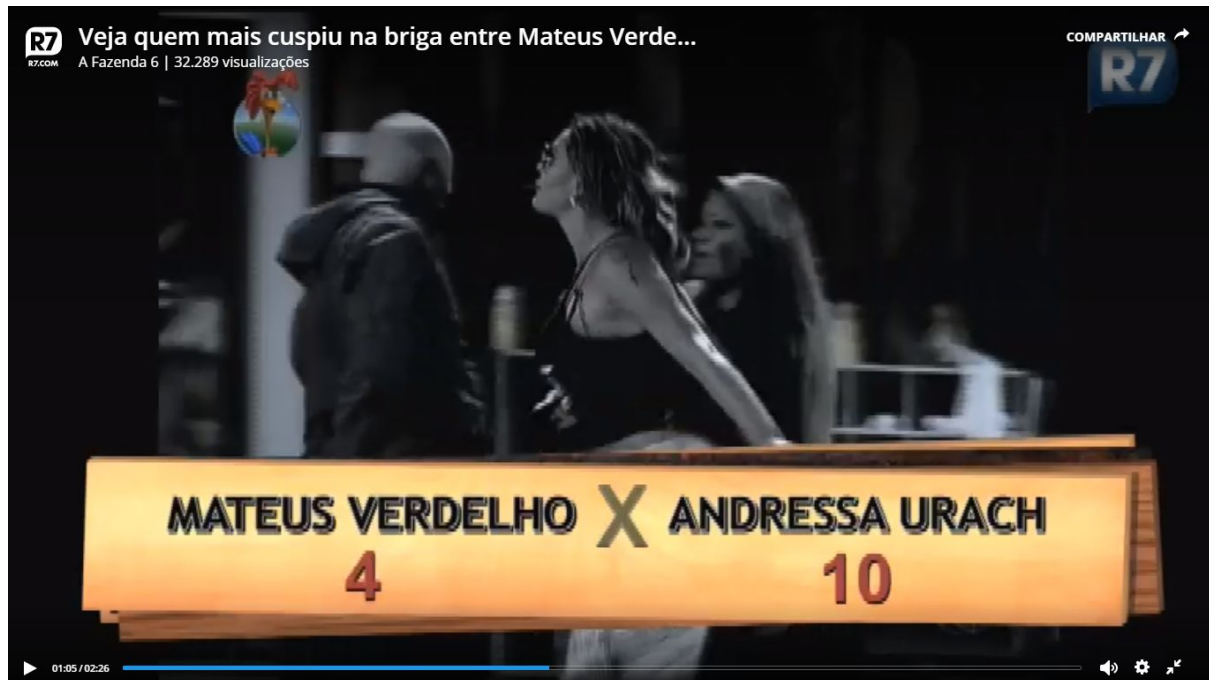 R7
R7.COM
Veja quem mais cuspiu na briga entre Mateus Verde...
A Fazenda 6 | 32.289 visualizações
COMPARTILHAR
R7
MATEUS VERDELHO X ANDRESSA URACH
4 10
01:05 / 02:26